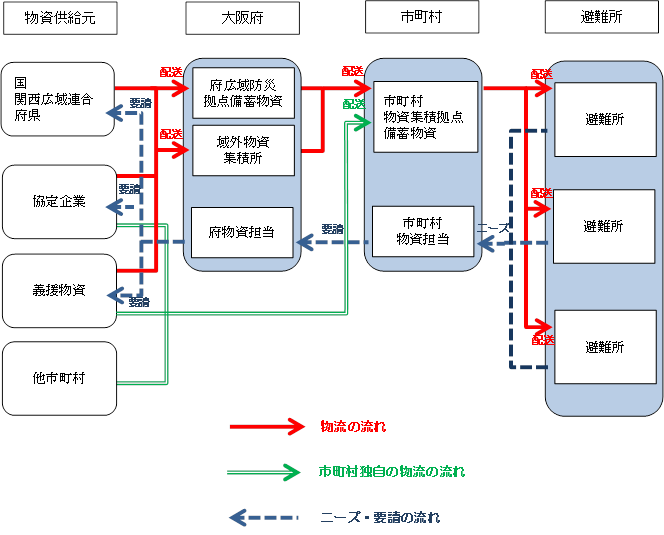 物資供給元
大阪府
市町村
避難所
国
関西広域連合
府県
協定企業
義援物資
他市町村
要請
要請
要請
配送
配送
府広域防災
拠点備蓄物資
域外物資
集積所
府物資担当
配送
配送
要請
市町村
物資集積拠点
備蓄物資
市町村
物資担当
ニーズ
配送
配送
配送
避難所
避難所
避難所
物流の流れ
市町村独自の物流の流れ
ニーズ・要請の流れ